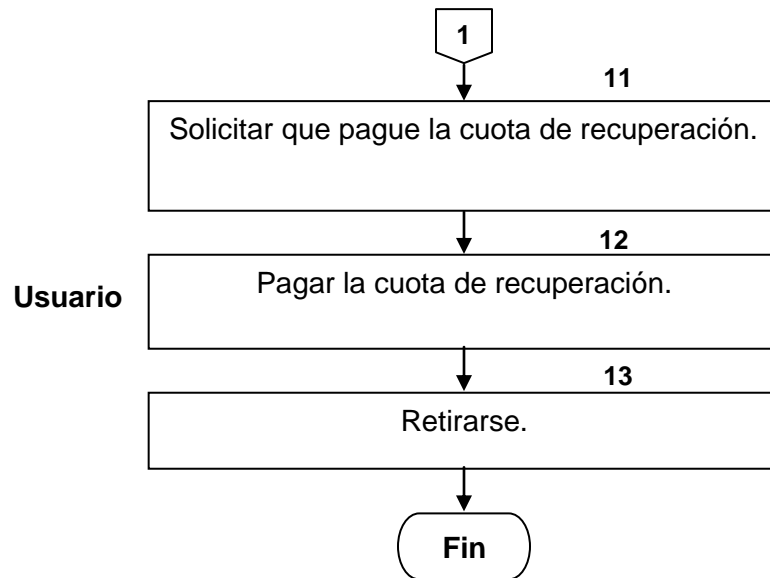 1
11
Solicitar que pague la cuota de recuperación.
12
Usuario
Pagar la cuota de recuperación.
13
Retirarse.
Fin